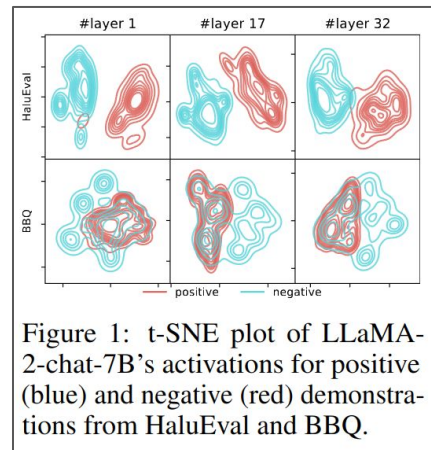 #layer 1 #layer 17 #layer 32
HaluEval
BBQ
positive negative
Figure 1: t-SNE plot of LLaMA-
2-chat-7B's activations for positive
(blue) and negative (red) demonstra-
tions from HaluEval and BBQ.